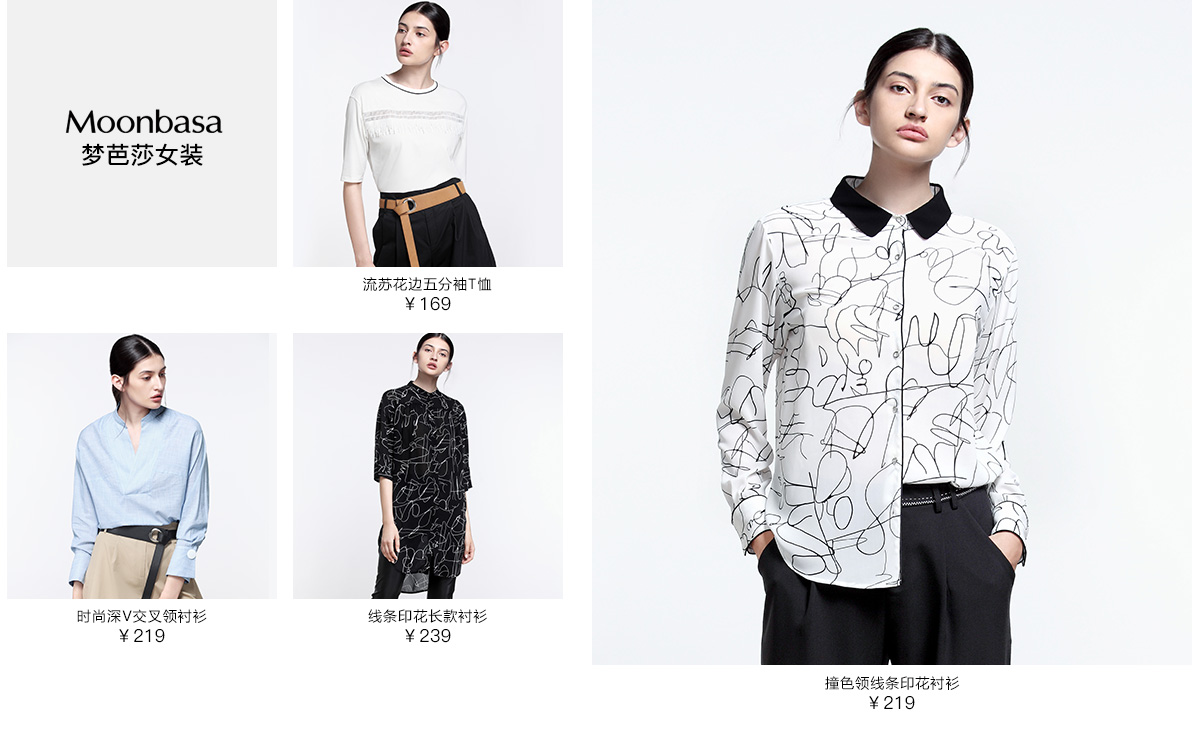 Moonbasa
梦芭莎女装
流苏花边五分袖T恤
¥ 169
时尚深V交叉领衬衫
¥ 219
线条印花长款衬衫
¥ 239
撞色领线条印花衬衫
¥ 219